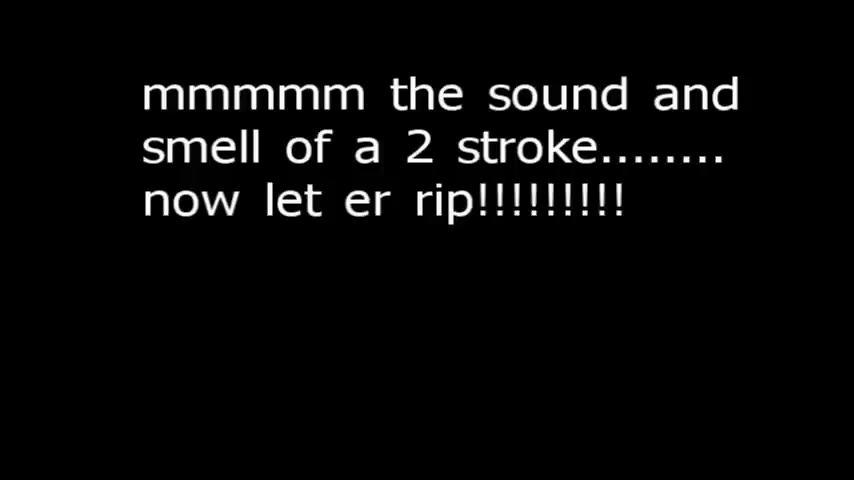 mmmmm the sound and
smell of a 2 stroke........
now let er rip!!!!!!!!!